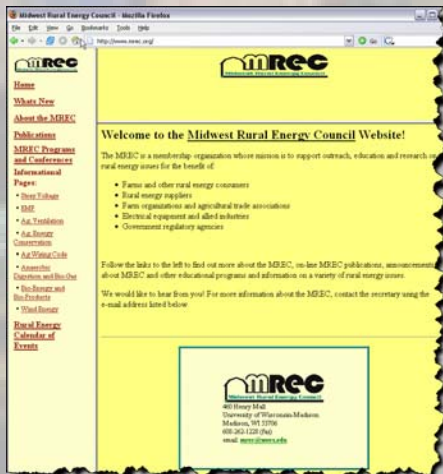 Midwest Rural Energy Council - Mozilla Firefox
File Edit View Go Bookmarks Tools Help
http://www.mrec.org/
Go
mrec
Midwest Rural Energy Council
Home
Whats New
About the MREC
Publications
MREC Programs
and Conferences
Informational
Pages:
• Stray Voltage
• EMF
• Ag Ventilation
• Ag Energy
Conservation
• Ag Wiring Code
• Anaerobic
Digestion and Bio Gas
• Bio-Energy and
Bio Products
• Wind Energy
Rural Energy
Calendar of
Events
mrec
Midwest Rural Energy Council
Welcome to the Midwest Rural Energy Council Website!
The MREC is a membership organization whose mission is to support outreach, education and research on
rural energy issues for the benefit of:
• Farms and other rural energy consumers
• Rural energy suppliers
• Farm organizations and agricultural trade associations
• Electrical equipment and allied industries
• Government regulatory agencies
Follow the links to the left to find out more about the MREC, on-line MREC publications, announcements
about MREC and other educational programs and information on a variety of rural energy issues.
We would like to hear from you! For more information about the MREC, contact the secretary using the
e-mail address listed below.
mrec
Midwest Rural Energy Council
460 Henry Mall
University of Wisconsin-Madison
Madison, WI 53706
608-262-1228 (fax)
email: